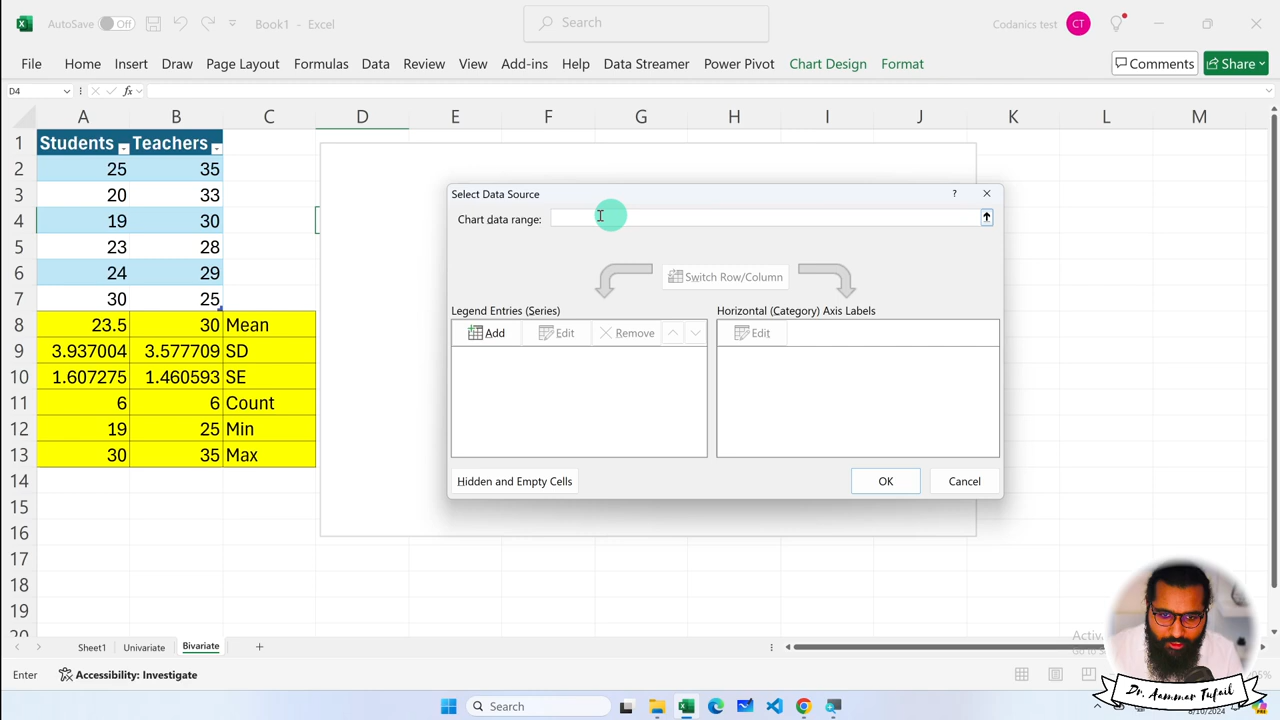 AutoSave Off
Book1 - Excel
Search
Codanics test
CT
File Home Insert Draw Page Layout Formulas Data Review View Add-ins Help Data Streamer Power Pivot Chart Design Format
Comments
Share
D4
fx
A B C D E F G H I J K L M
1 Students Teachers
2 25 35
3 20 33
4 19 30
5 23 28
6 24 29
7 30 25
8 23.5 30 Mean
9 3.937004 3.577709 SD
10 1.607275 1.460593 SE
11 6 6 Count
12 19 25 Min
13 30 35 Max
14
15
16
17
18
19
20
Select Data Source
?
Chart data range:
Switch Row/Column
Legend Entries (Series)
Horizontal (Category) Axis Labels
Add Edit Remove
Edit
Hidden and Empty Cells
OK
Cancel
Sheet1 Univariate Bivariate
Enter
Accessibility: Investigate
Search
8/10/2024
Dr. Aammar Tufail